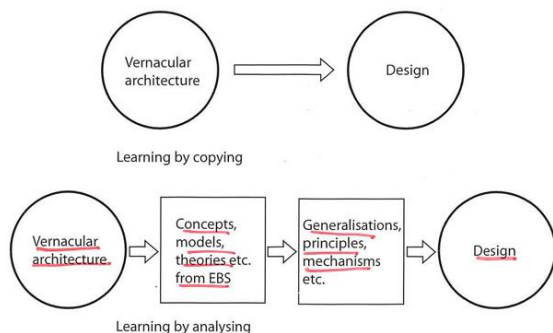 Vernacular
architecture
Design
Learning by copying
Vernacular
architecture
Concepts,
models,
theories etc.
from EBS
Generalisations,
principles,
mechanisms
etc.
Design
Learning by analysing